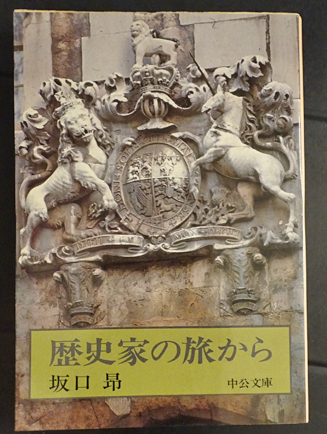 歴史家の旅から
坂口 昂
中公文庫